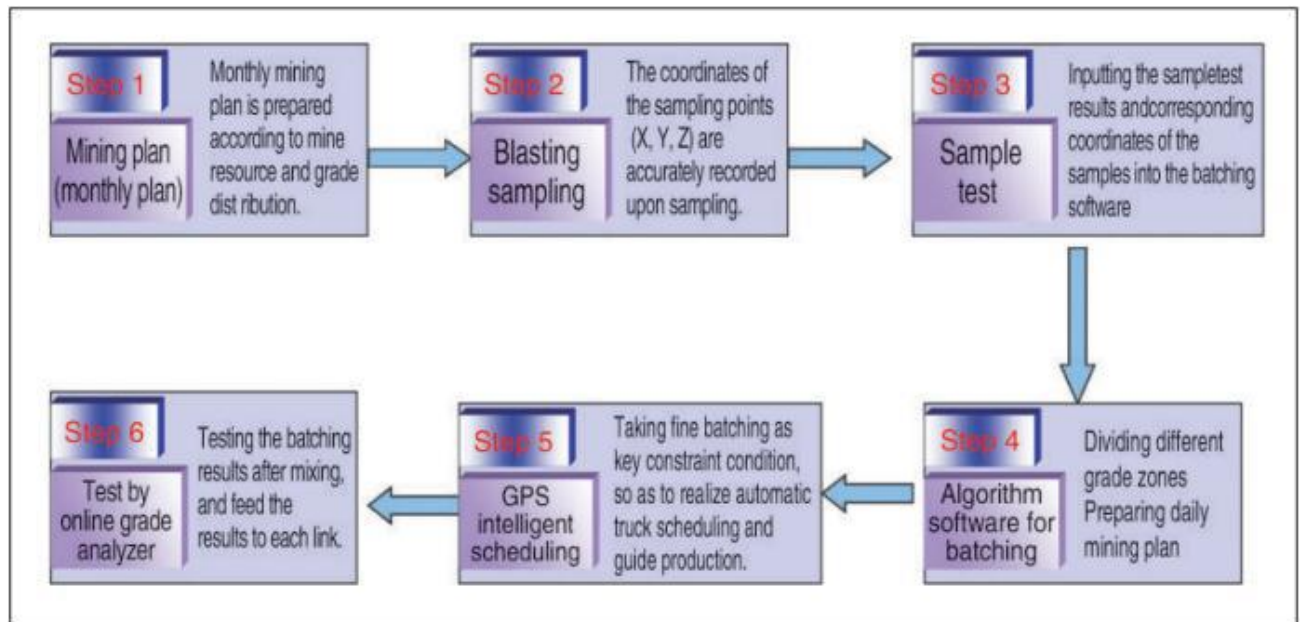 Step 1
Mining plan
(monthly plan)
Monthly mining
plan is prepared
according to mine
resource and grade
dist ribution.
Step 2
Blasting
sampling
The coordinates of
the sampling points
(X, Y, Z) are
accurately recorded
upon sampling.
Step 3
Sample
test
Inputting the sampletest
results andcorresponding
coordinates of the
samples into the batching
software
Step 4
Algorithm
software for
batching
Dividing different
grade zones
Preparing daily
mining plan
Step 5
GPS
intelligent
scheduling
Taking fine batching as
key constraint condition,
so as to realize automatic
truck scheduling and
guide production.
Step 6
Test by
online grade
analyzer
Testing the batching
results after mixing,
and feed the
results to each link.